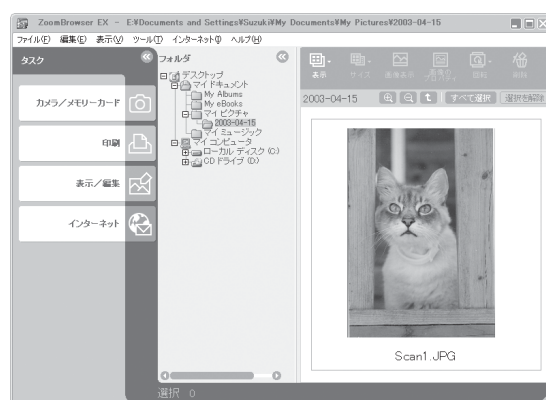 ZoomBrowser EX - E:¥Documents and Settings¥Suzuki¥My Documents¥My Pictures¥2003-04-15
ファイル(F) 編集(E) 表示(V) ツール(T) インターネット(I) ヘルプ(H)
タスク
カメラ/メモリーカード
印刷
表示/編集
インターネット
フォルダ
デスクトップ
マイ ドキュメント
My Albums
My eBooks
マイ ピクチャ
2003-04-15
マイ ミュージック
マイ コンピュータ
ローカル ディスク (C:)
CD ドライブ (D:)
表示 サイズ 画像表示 回転 削除
2003-04-15 すべて選択 選択を解除
Scan1.JPG
選択 0